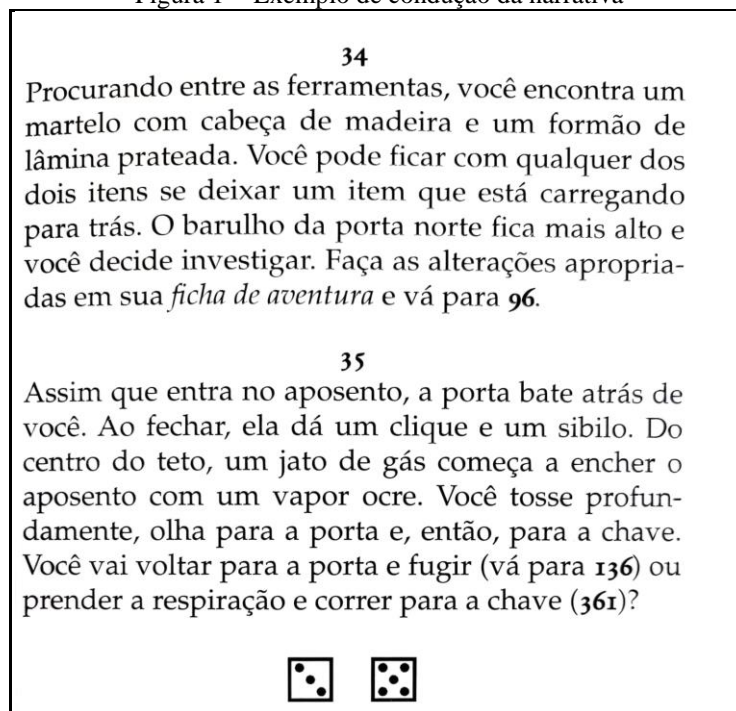 Figura 1 – Exemplo de condução da narrativa
34
Procurando entre as ferramentas, você encontra um
martelo com cabeça de madeira e um formão de
lâmina prateada. Você pode ficar com qualquer dos
dois itens se deixar um item que está carregando
para trás. O barulho da porta norte fica mais alto e
você decide investigar. Faça as alterações apropria-
das em sua ficha de aventura e vá para 96.
35
Assim que entra no aposento, a porta bate atrás de
você. Ao fechar, ela dá um clique e um sibilo. Do
centro do teto, um jato de gás começa a encher o
aposento com um vapor ocre. Você tosse profun-
damente, olha para a porta e, então, para a chave.
Você vai voltar para a porta e fugir (vá para 136) ou
prender a respiração e correr para a chave (361)?